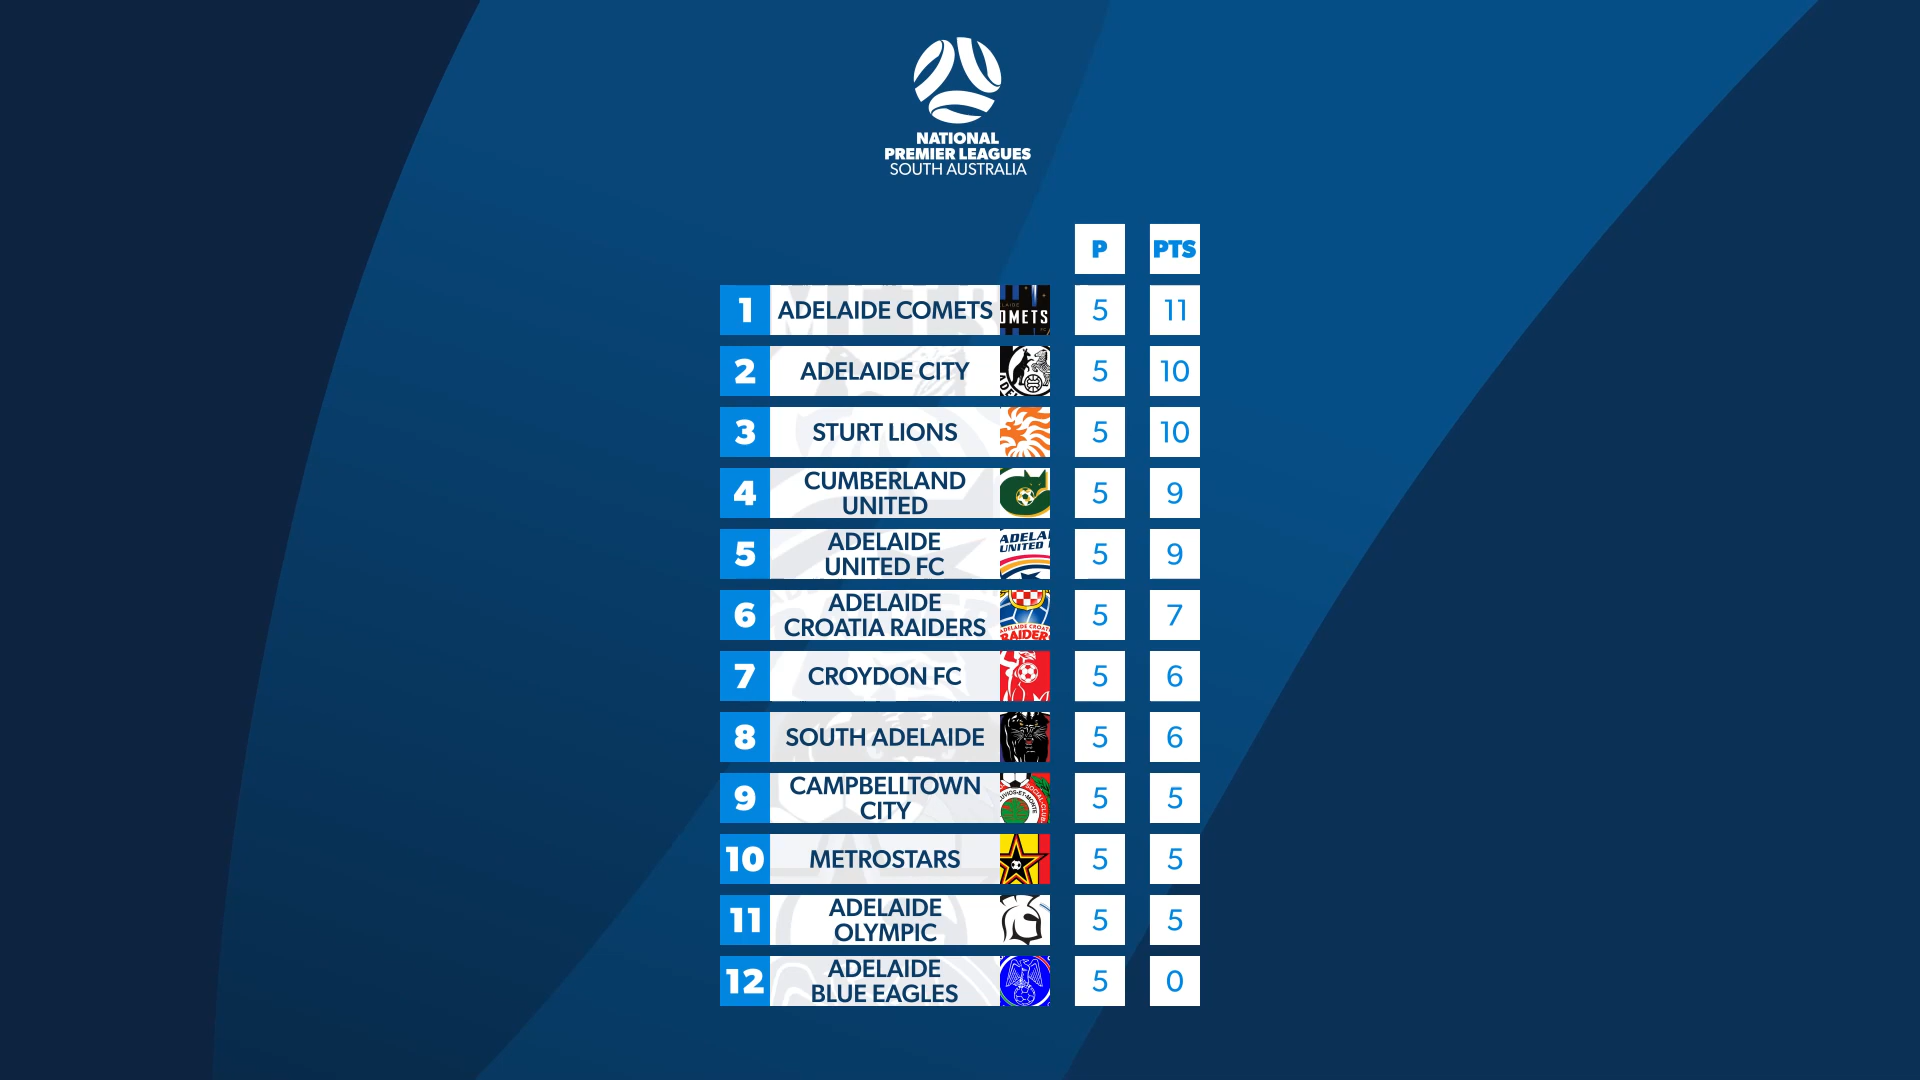 NATIONAL
PREMIER LEAGUES
SOUTH AUSTRALIA
P PTS
1 ADELAIDE COMETS OMETS 5 11
2 ADELAIDE CITY 5 10
3 STURT LIONS 5 10
4 CUMBERLAND
UNITED 5 9
5 ADELAIDE
UNITED FC 5 9
6 ADELAIDE
CROATIA RAIDERS 5 7
7 CROYDON FC 5 6
8 SOUTH ADELAIDE 5 6
9 CAMPBELLTOWN
CITY 5 5
10 METROSTARS 5 5
11 ADELAIDE
OLYMPIC 5 5
12 ADELAIDE
BLUE EAGLES 5 0